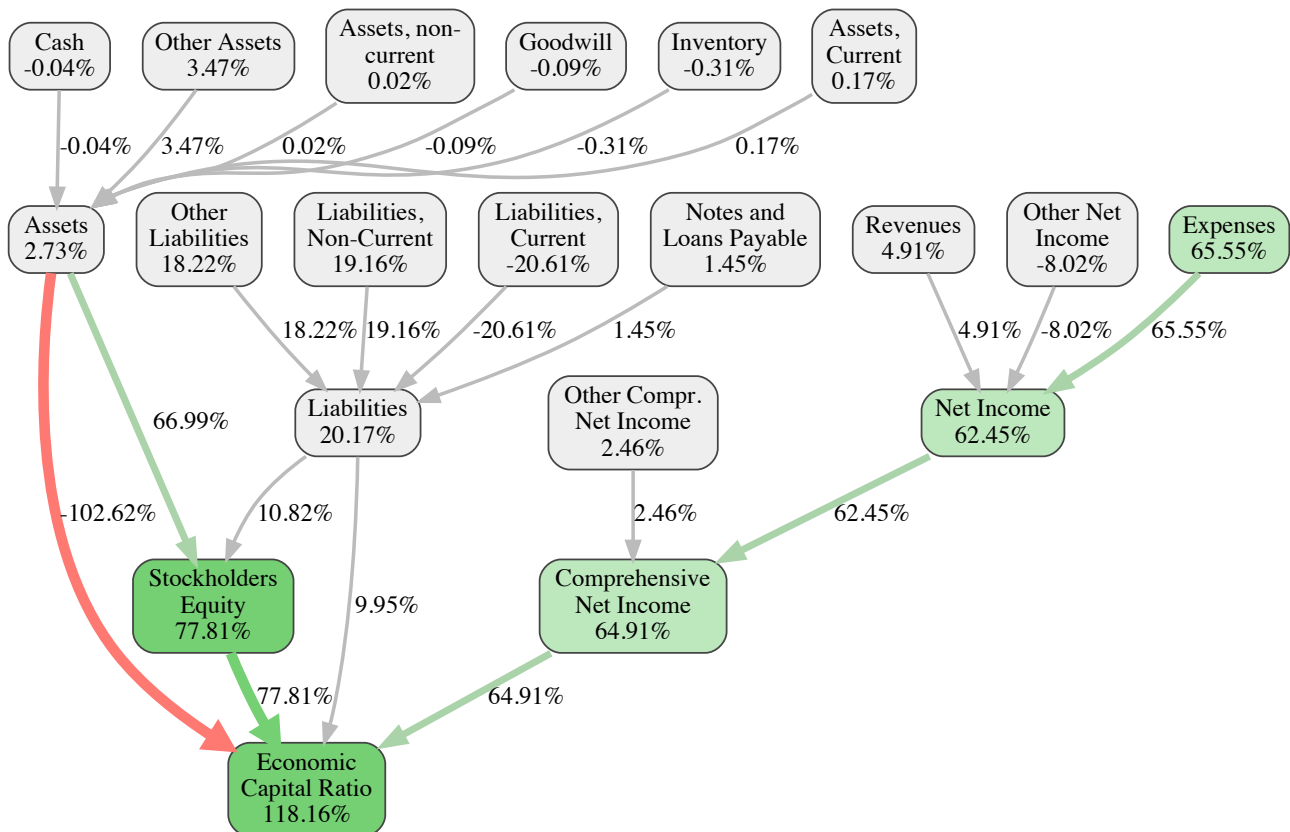 Cash
-0.04%
Other Assets
3.47%
Assets, non-
current
0.02%
Goodwill
-0.09%
Inventory
-0.31%
Assets,
Current
0.17%
-0.04%
3.47%
0.02%
-0.09%
-0.31%
0.17%
Assets
2.73%
Other
Liabilities
18.22%
Liabilities,
Non-Current
19.16%
Liabilities,
Current
-20.61%
Notes and
Loans Payable
1.45%
Revenues
4.91%
Other Net
Income
-8.02%
Expenses
65.55%
18.22%
19.16%
-20.61%
1.45%
4.91%
-8.02%
65.55%
66.99%
Liabilities
20.17%
Other Compr.
Net Income
2.46%
Net Income
62.45%
-102.62%
10.82%
2.46%
62.45%
Stockholders
Equity
77.81%
9.95%
Comprehensive
Net Income
64.91%
77.81%
64.91%
Economic
Capital Ratio
118.16%